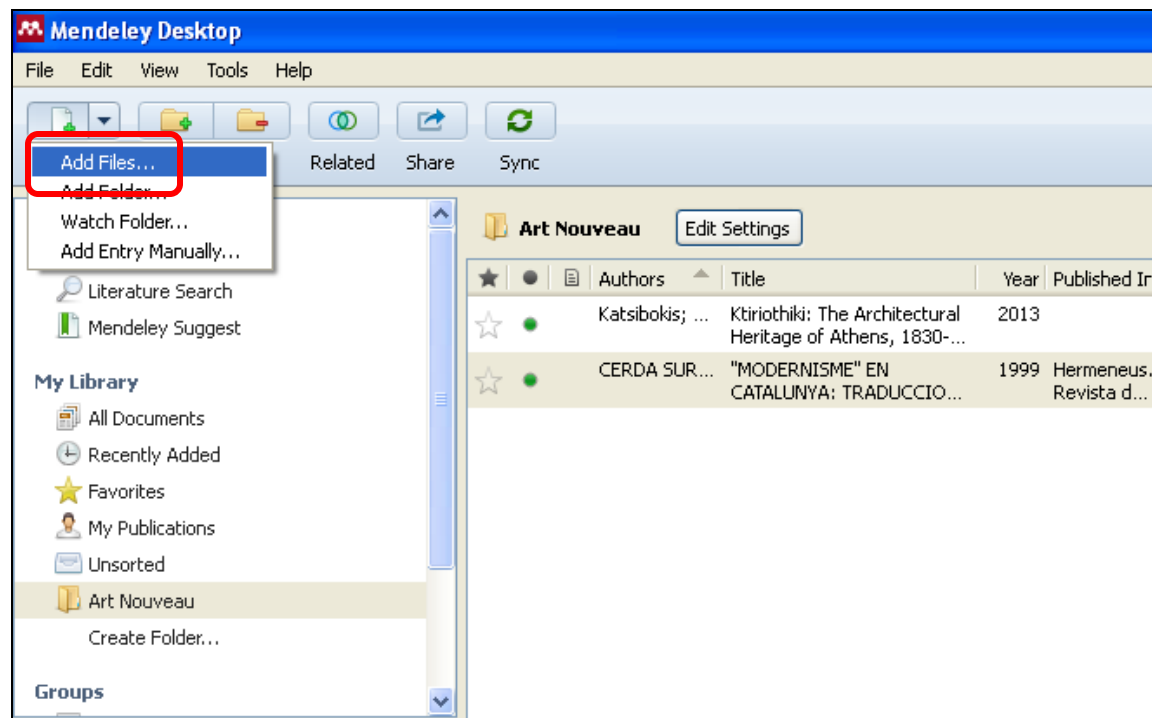 Mendeley Desktop
File Edit View Tools Help
Related Share Sync
Add Files...
Add Folder...
Watch Folder...
Add Entry Manually...
Literature Search
Mendeley Suggest
My Library
All Documents
Recently Added
Favorites
My Publications
Unsorted
Art Nouveau
Create Folder...
Groups
Art Nouveau Edit Settings
Authors Title Year Published In
Katsibokis; ... Ktiriothiki: The Architectural 2013
Heritage of Athens, 1830-...
CERDA SUR... "MODERNISME" EN 1999 Hermeneus.
CATALUNYA: TRADUCCIO... Revista d...